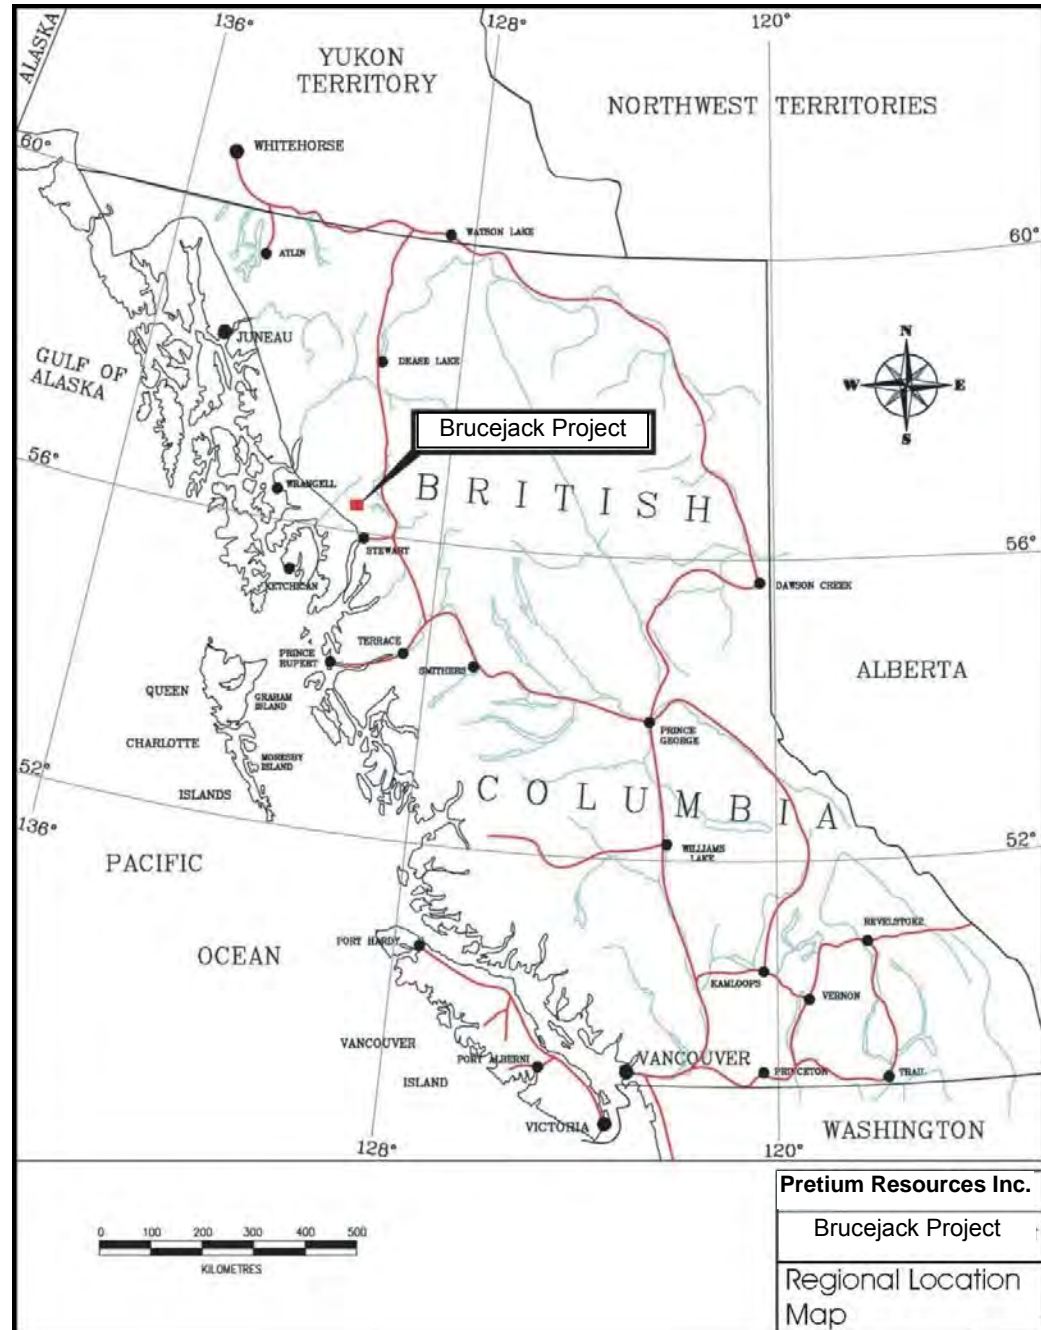 136°
128°
120°
ALASKA
YUKON
TERRITORY
NORTHWEST TERRITORIES
60°
WHITEHORSE
WATSON LAKE
60°
ATLIN
JUNEAU
GULF OF
ALASKA
DEASE LAKE
N
W
E
S
Brucejack Project
56°
WRANGELL
BRITISH
STEWART
56°
KETCHIKAN
DAWSON CREEK
TERRACE
PRINCE
RUPERT
SMITHERS
ALBERTA
QUEEN
GRAHAM
ISLAND
PRINCE
GEORGE
CHARLOTTE
MORESBY
ISLAND
52°
ISLANDS
COLUMBIA
136°
52°
WILLIAMS
LAKE
PACIFIC
REVELSTOKE
OCEAN
PORT HARDY
KAMLOOPS
VERNON
VANCOUVER
ISLAND
PORT ALBERNI
VANCOUVER
PRINCETON
TRAIL
VICTORIA
WASHINGTON
128°
120°
Pretium Resources Inc.
Brucejack Project
Regional Location
Map
0 100 200 300 400 500
KILOMETRES